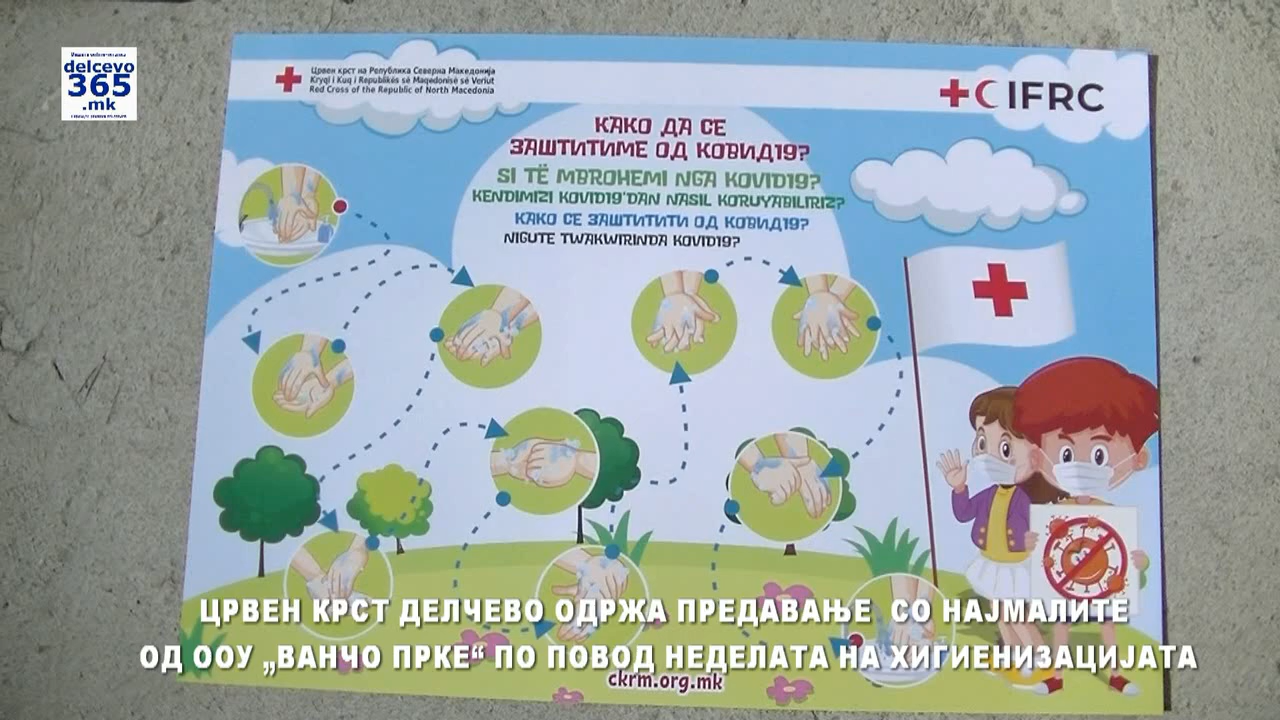 delcevo
365
.mk
Црвен крст на Република Северна Македонија
Kryqi i Kuq i Republikës së Maqedonisë së Veriut
Red Cross of the Republic of North Macedonia
IFRC
КАКО ДА СЕ
ЗАШТИТИМЕ ОД КОВИД19?
SI TË MBROHEMI NGA KOVID19?
KENDIMIZI KOVID19'DAN NASIL KORUYABILIRIZ?
КАКО СЕ ЗАШТИТИТИ ОД КОВИД19?
NIGUTE TWAKWIRINDA KOVID19?
ЦРВЕН КРСТ ДЕЛЧЕВО ОДРЖА ПРЕДАВАЊЕ СО НАЈМАЛИТЕ
ОД ООУ „ВАНЧО ПРКЕ“ ПО ПОВОД НЕДЕЛАТА НА ХИГИЕНИЗАЦИЈАТА
ckrm.org.mk